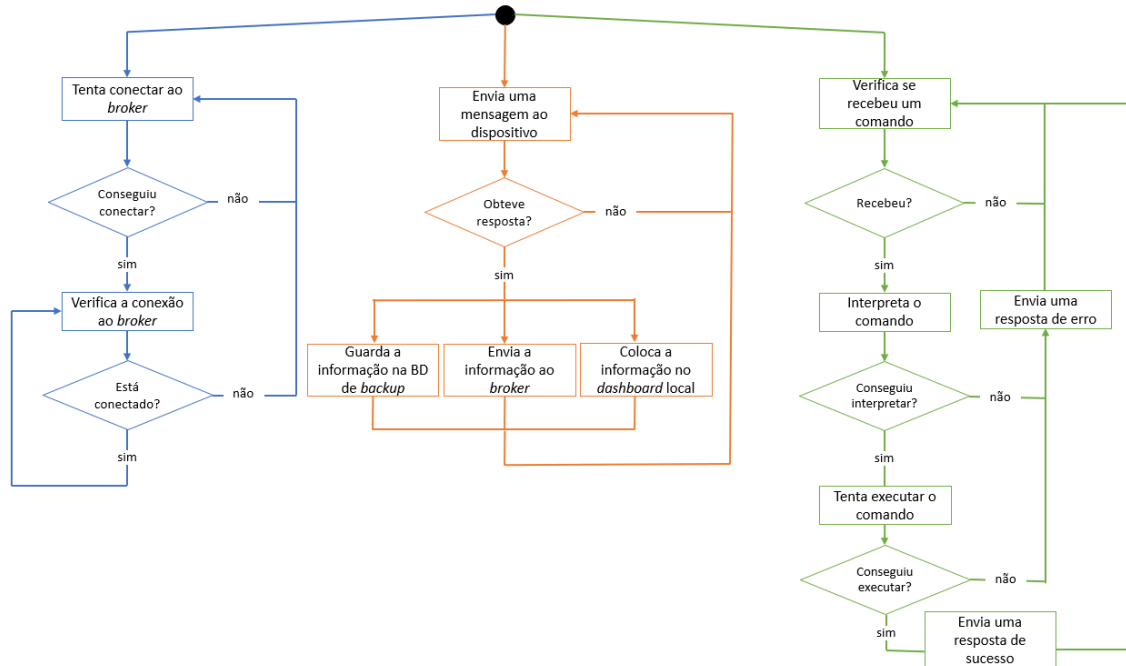 Tenta conectar ao
broker
Conseguiu
conectar?
não
sim
Verifica a conexão
ao broker
Está
conectado?
não
sim
Envia uma
mensagem ao
dispositivo
Obteve
resposta?
não
sim
Guarda a
informação na BD
de backup
Envia a
informação ao
broker
Coloca a
informação no
dashboard local
Verifica se
recebeu um
comando
Recebeu?
não
sim
Interpreta o
comando
Envia uma
resposta de erro
Conseguiu
interpretar?
não
sim
Tenta executar o
comando
Conseguiu
executar?
não
sim
Envia uma
resposta de
sucesso